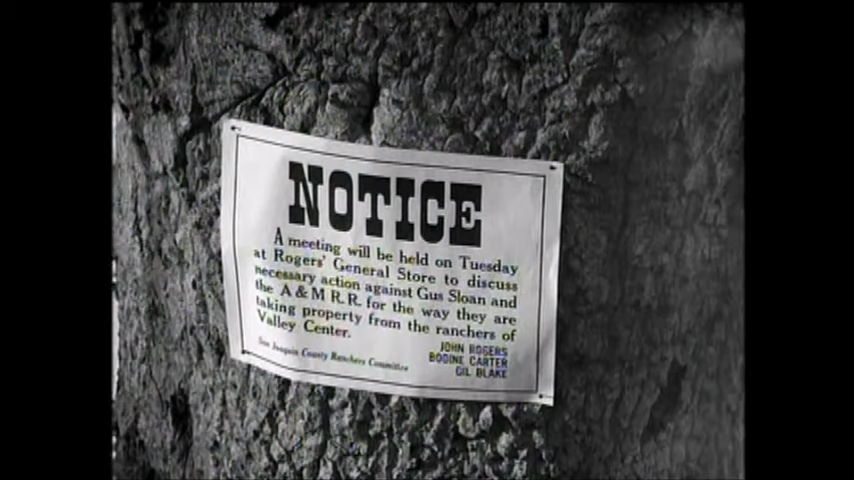 NOTICE
A meeting will be held on Tuesday
at Rogers' General Store to discuss
necessary action against Gus Sloan and
the A & M R. R. for the way they are
taking property from the ranchers of
Valley Center.
JOHN ROGERS
BODINE CARTER
GIL BLAKE
San Joaquin County Ranchers Committee